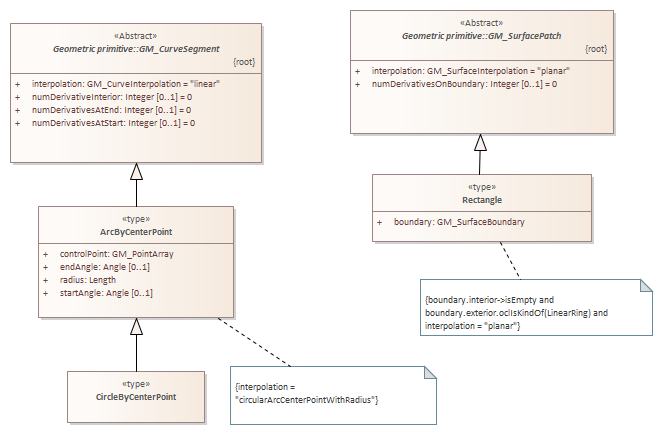 «Abstract»
Geometric primitive::GM_CurveSegment
{root}
+ interpolation: GM_CurveInterpolation = "linear"
+ numDerivativeInterior: Integer [0..1] = 0
+ numDerivativesAtEnd: Integer [0..1] = 0
+ numDerivativesAtStart: Integer [0..1] = 0
«type»
ArcByCenterPoint
+ controlPoint: GM_PointArray
+ endAngle: Angle [0..1]
+ radius: Length
+ startAngle: Angle [0..1]
«type»
CircleByCenterPoint
{interpolation =
"circularArcCenterPointWithRadius"}
«Abstract»
Geometric primitive::GM_SurfacePatch
{root}
+ interpolation: GM_SurfaceInterpolation = "planar"
+ numDerivativesOnBoundary: Integer [0..1] = 0
«type»
Rectangle
+ boundary: GM_SurfaceBoundary
{boundary.interior->isEmpty and
boundary.exterior.oclIsKindOf(LinearRing) and
interpolation = "planar"}